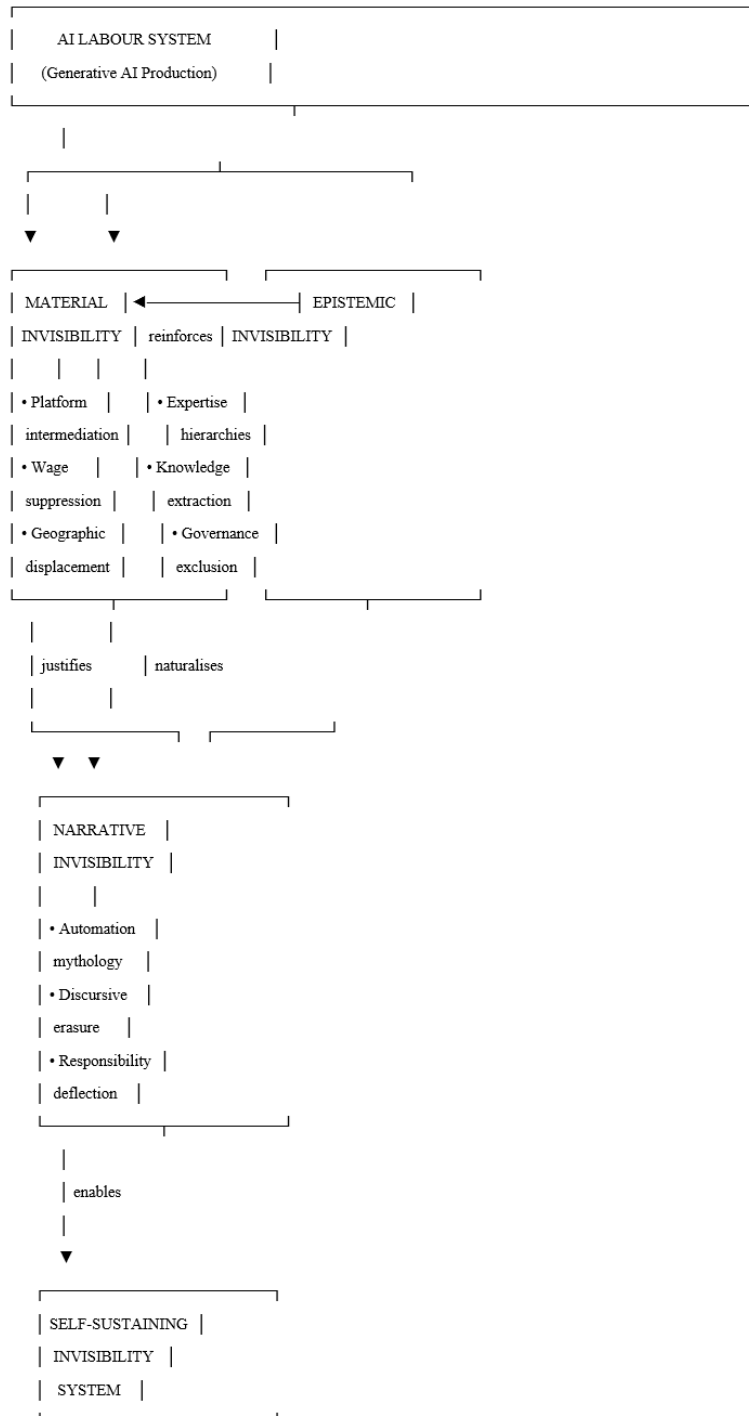 AI LABOUR SYSTEM
(Generative AI Production)
MATERIAL EPISTEMIC
INVISIBILITY reinforces INVISIBILITY
• Platform • Expertise
intermediation hierarchies
• Wage • Knowledge
suppression extraction
• Geographic • Governance
displacement exclusion
justifies naturalises
NARRATIVE
INVISIBILITY
• Automation
mythology
• Discursive
erasure
• Responsibility
deflection
enables
SELF-SUSTAINING
INVISIBILITY
SYSTEM